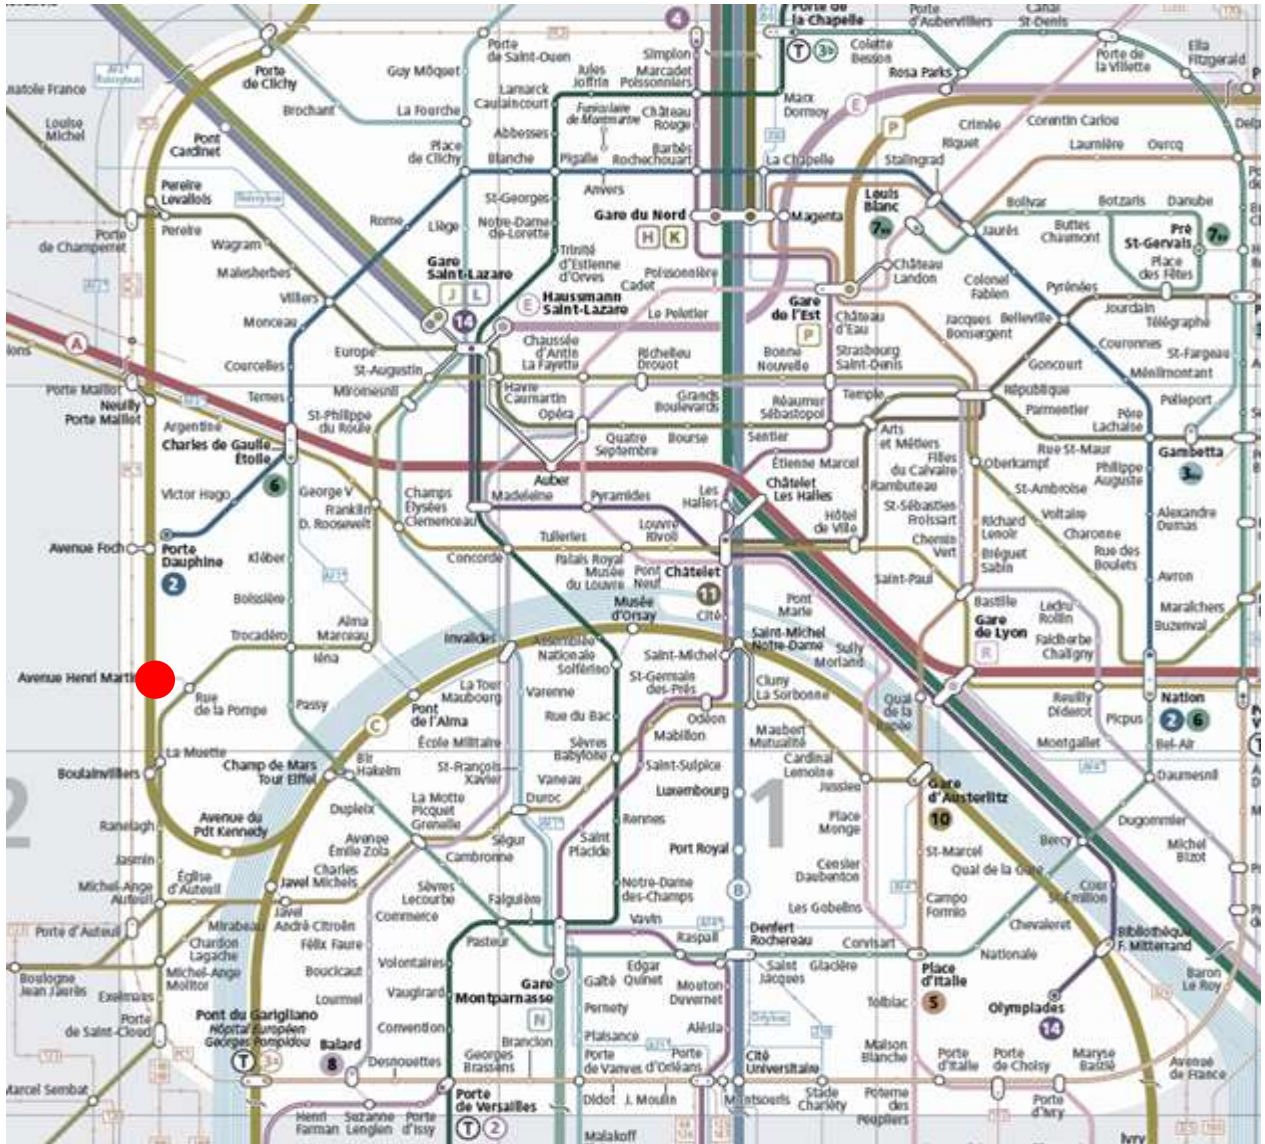 Porte de
la Chapelle
Porte
d'Aubervilliers
Canal
St-Denis
4
Porte
de Saint-Ouen
Simplon
T
3b
Colette
Besson
Rosa Parks
Porte de
la Villette
Ella
Fitzgerald
Porte
de Clichy
Guy Môquet
Jules
Joffrin
Marcadet
Poissonniers
Lamarck
Caulaincourt
Funiculaire
de Montmartre
Château
Rouge
Marx
Dormoy
E
P
Anatole France
Louise
Michel
Brochant
La Fourche
Pont
Cardinet
Abbesses
Barbès
Rochechouart
Crimée
Riquet
Corentin Cariou
Place
de Clichy
Blanche
Pigalle
La Chapelle
Stalingrad
Laumière
Ourcq
Pereire
Levallois
Anvers
Louis
Blanc
7bis
Bolivar
Botzaris
Danube
Pereire
Porte
de Champerret
Rome
Liège
St-Georges
Notre-Dame-
de-Lorette
Gare du Nord
H
K
Magenta
Jaurès
Buttes
Chaumont
Pré
St-Gervais
Place
des Fêtes
Wagram
Malesherbes
Gare
Saint-Lazare
J
L
Trinité
d'Estienne
d'Orves
Poissonnière
Cadet
Château
Landon
Colonel
Fabien
Pyrénées
Villiers
Monceau
14
E
Haussmann
Saint-Lazare
Le Peletier
Gare
de l'Est
P
Château
d'Eau
Jacques
Bonsergent
Belleville
Jourdain
Télégraphe
A
Europe
St-Augustin
Miromesnil
Chaussée
d'Antin
La Fayette
Richelieu
Drouot
Bonne
Nouvelle
Strasbourg
Saint-Denis
Goncourt
Couronnes
Ménilmontant
St-Fargeau
Pelleport
Courcelles
Ternes
Porte Maillot
Neuilly
Porte Maillot
Argentine
Charles de Gaulle
Étoile
6
St-Philippe
du Roule
Havre
Caumartin
Opéra
Grands
Boulevards
Réaumur
Sébastopol
Temple
République
Parmentier
Père
Lachaise
Quatre
Septembre
Bourse
Sentier
Arts
et Métiers
Rue St-Maur
Gambetta
3bis
Auber
Étienne Marcel
Filles
du Calvaire
Oberkampf
Philippe
Auguste
Victor Hugo
George V
Franklin
D. Roosevelt
Champs
Élysées
Clemenceau
Madeleine
Pyramides
Les
Halles
Châtelet
Les Halles
Rambuteau
St-Sébastien
Froissart
St-Ambroise
Voltaire
Alexandre
Dumas
Hôtel
de Ville
Richard
Lenoir
Charonne
Avenue Foch
Porte
Dauphine
2
Kléber
Boissière
Concorde
Tuileries
Louvre
Rivoli
Palais Royal
Musée
du Louvre
Pont
Neuf
Châtelet
11
Chemin
Vert
Bréguet
Sabin
Rue des
Boulets
Avron
Saint-Paul
Bastille
Ledru
Rollin
Maraîchers
Buzenval
Trocadéro
Alma
Marceau
Iéna
Invalides
Musée
d'Orsay
Assemblée
Nationale
Solférino
Cité
Pont
Marie
Gare
de Lyon
R
Faidherbe
Chaligny
Saint-Michel
Notre-Dame
Saint-Michel
Sully
Morland
Avenue Henri Martin
Rue
de la Pompe
Passy
La Tour
Maubourg
Varenne
St-Germain
des-Prés
Cluny
La Sorbonne
Quai
de la
Rapée
Reuilly
Diderot
Nation
2
6
Picpus
Pont
de l'Alma
C
École Militaire
Rue du Bac
Odéon
Mabillon
Maubert
Mutualité
Montgallet
Bel-Air
La Muette
Boulainvilliers
Champ de Mars
Tour Eiffel
Bir
Hakeim
St-François
Xavier
Sèvres
Babylone
Vaneau
Saint-Sulpice
Cardinal
Lemoine
Jussieu
Gare
d'Austerlitz
10
Daumesnil
2
1
Luxembourg
Dupleix
La Motte
Picquet
Grenelle
Duroc
Place
Monge
Dugommier
Ranelagh
Avenue du
Pdt Kennedy
Avenue
Émile Zola
Ségur
Cambronne
Saint
Placide
Rennes
Port Royal
St-Marcel
Bercy
Michel
Bizot
Jasmin
Michel-Ange
Auteuil
Église
d'Auteuil
Charles
Michels
Javel
Javel
André Citroën
Sèvres
Lecourbe
Falguière
Notre-Dame
des-Champs
B
Censier
Daubenton
Les Gobelins
Quai de la Gare
Campo
Formio
Cour
St-Émilion
Commerce
Vavin
Chevaleret
Porte d'Auteuil
Mirabeau
Chardon
Lagache
Félix Faure
Pasteur
Raspail
Denfert
Rochereau
Corvisart
Nationale
Bibliothèque
F. Mitterrand
Boulogne
Jean Jaurès
Michel-Ange
Molitor
Boucicaut
Volontaires
Gare
Montparnasse
N
Gaîté
Edgar
Quinet
Saint
Jacques
Glacière
Place
d'Italie
5
Baron
Le Roy
Exelmans
Lourmel
Vaugirard
Pernety
Mouton
Duvernet
Tolbiac
Olympiades
14
Porte
de Saint-Cloud
Pont du Garigliano
Hôpital Européen
Georges Pompidou
T
3a
Balard
8
Convention
Plaisance
Alésia
Orlybus
Maison
Blanche
Desnouettes
Brancion
Georges
Brassens
Porte
de Vanves
Porte
d'Orléans
Cité
Universitaire
Porte
d'Italie
Porte
de Choisy
Maryse
Bastié
Avenue
de France
Marcel Sembat
Henri
Farman
Suzanne
Lenglen
Porte
d'Issy
Porte
de Versailles
T
2
Didot
J. Moulin
Montsouris
Stade
Charléty
Poterne
des
Peupliers
Porte
d'Ivry
Malakoff
Ivry